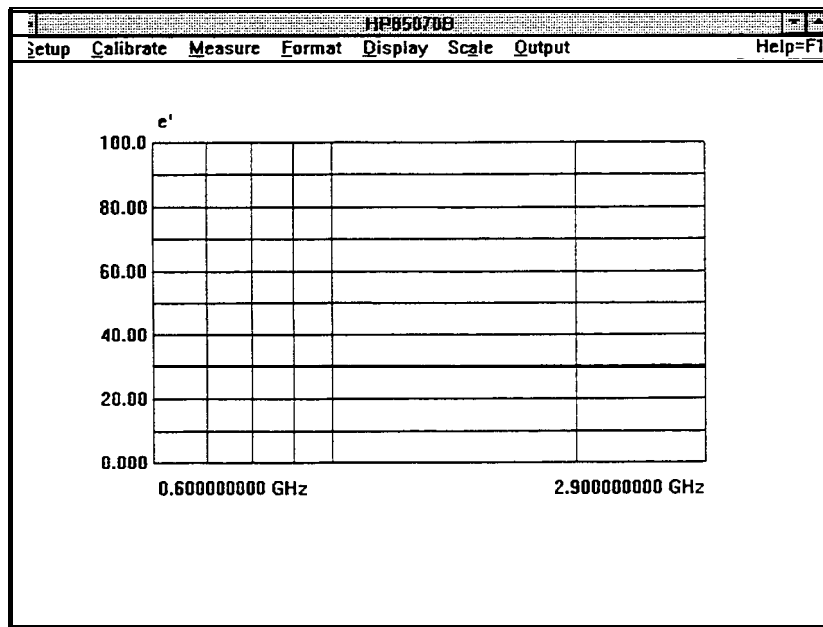 HP85070B
Setup Calibrate Measure Format Display Scale Output Help=F1
e'
100.0
80.00
60.00
40.00
20.00
0.000
0.600000000 GHz 2.900000000 GHz